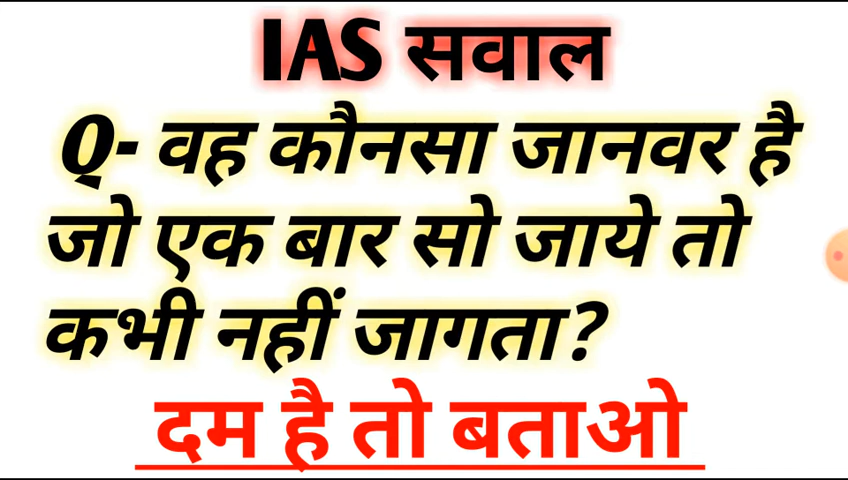 IAS सवाल
Q- वह कौनसा जानवर है
जो एक बार सो जाये तो
कभी नहीं जागता?
दम है तो बताओ